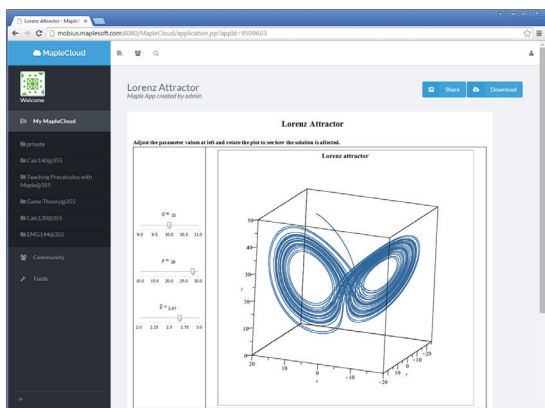 Lorenz Attractor - Maple
mobius.maplesoft.com:8080/MapleCloud/application.jsp?appId=9509603
MapleCloud
Welcome
My MapleCloud
private
Calc140@355
Teaching Precalculus with
Maple@355
Game Theory@355
Calc130@355
EMG144@355
Community
Tools
Lorenz Attractor
Maple App created by admin
Share
Download
Lorenz Attractor
Adjust the parameter values at left and rotate the plot to see how the solution is affected.
10
9.0 9.5 10.0 10.5 11.0
28
10.0 15.0 20.0 25.0 30.0
2.67
2.0 2.25 2.5 2.75 3.0
Lorenz attractor
50
40
30
z
20
10
0
20 10 0 -10
x
20 10 0 -10 -20
y